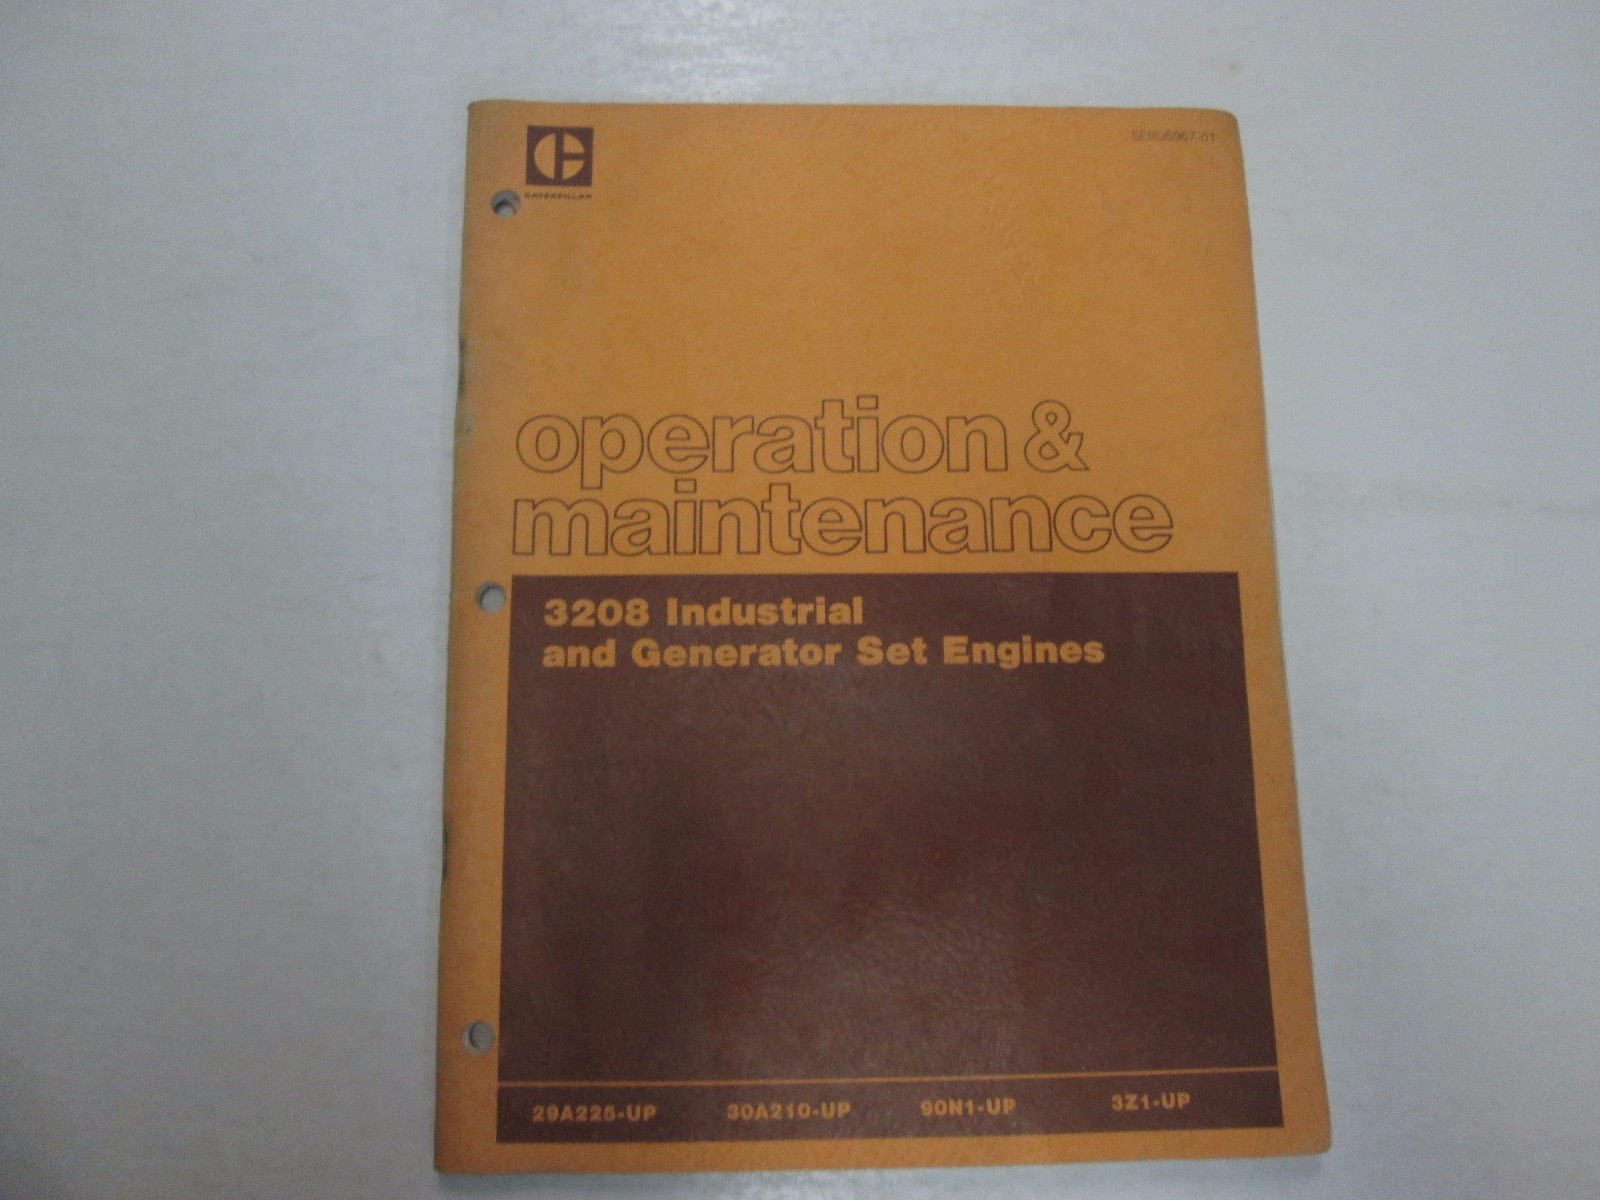 SEBU5967-01
CATERPILLAR
operation &
maintenance
3208 Industrial
and Generator Set Engines
29A225-UP 30A210-UP 90N1-UP 3Z1-UP